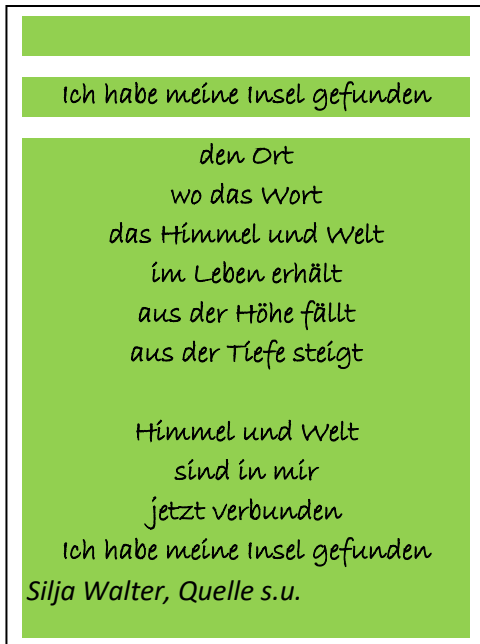 Ich habe meine Insel gefunden
den Ort
wo das Wort
das Himmel und Welt
im Leben erhält
aus der Höhe fällt
aus der Tiefe steigt
Himmel und Welt
sind in mir
jetzt verbunden
Ich habe meine Insel gefunden
Silja Walter, Quelle s.u.